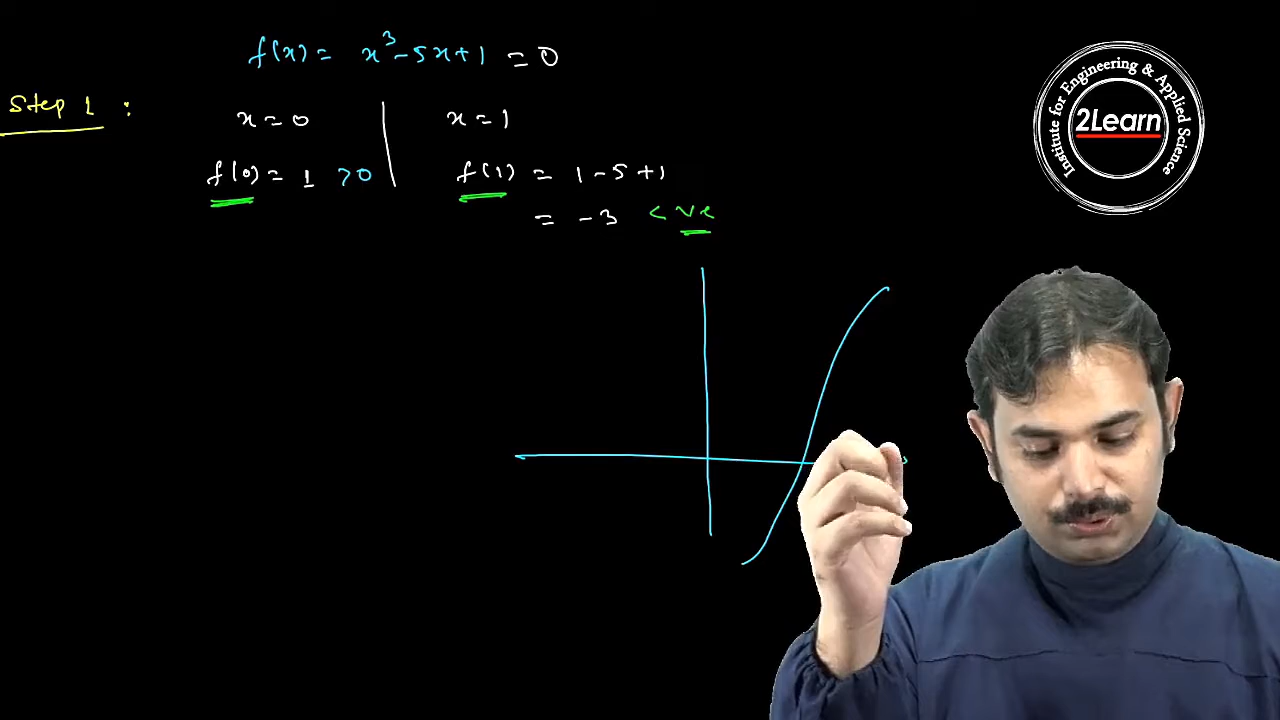 f(x) = x³-5x+1 = 0
Step 1 :
x = 0
x = 1
f(0) = 1 >0
f(1) = 1-5+1
= -3 < ve
Institute for Engineering & Applied Science
2Learn